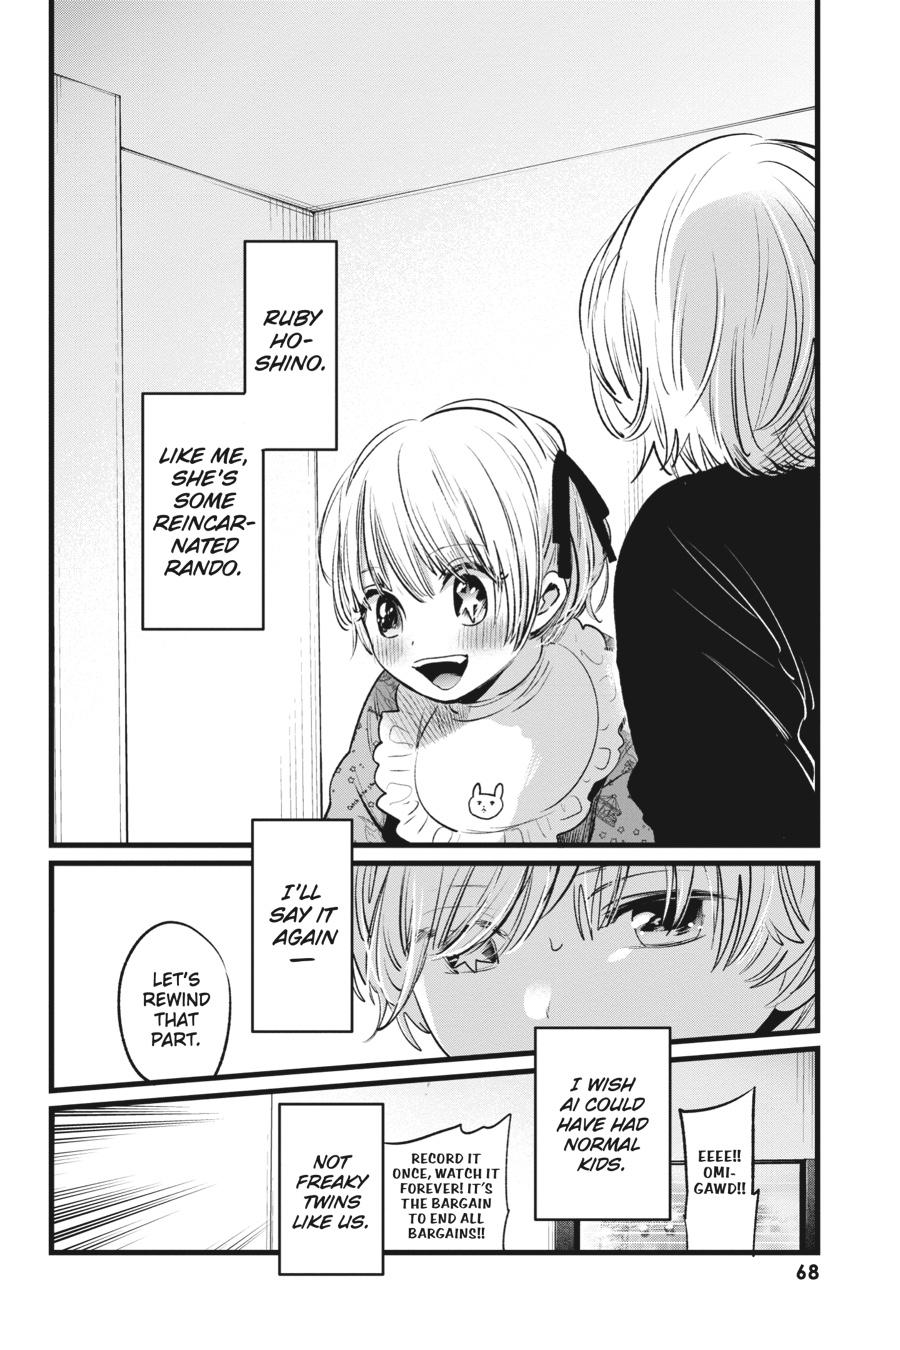 RUBY
HO-
SHINO.
LIKE ME,
SHE'S
SOME
REINCAR-
NATED
RANDO.
I'LL
SAY IT
AGAIN
—
LET'S
REWIND
THAT
PART.
I WISH
AI COULD
HAVE HAD
NORMAL
KIDS.
EEEE!!
OMI-
GAWD!!
RECORD IT
ONCE, WATCH IT
FOREVER! IT'S
THE BARGAIN
TO END ALL
BARGAINS!!
NOT
FREAKY
TWINS
LIKE US.
68